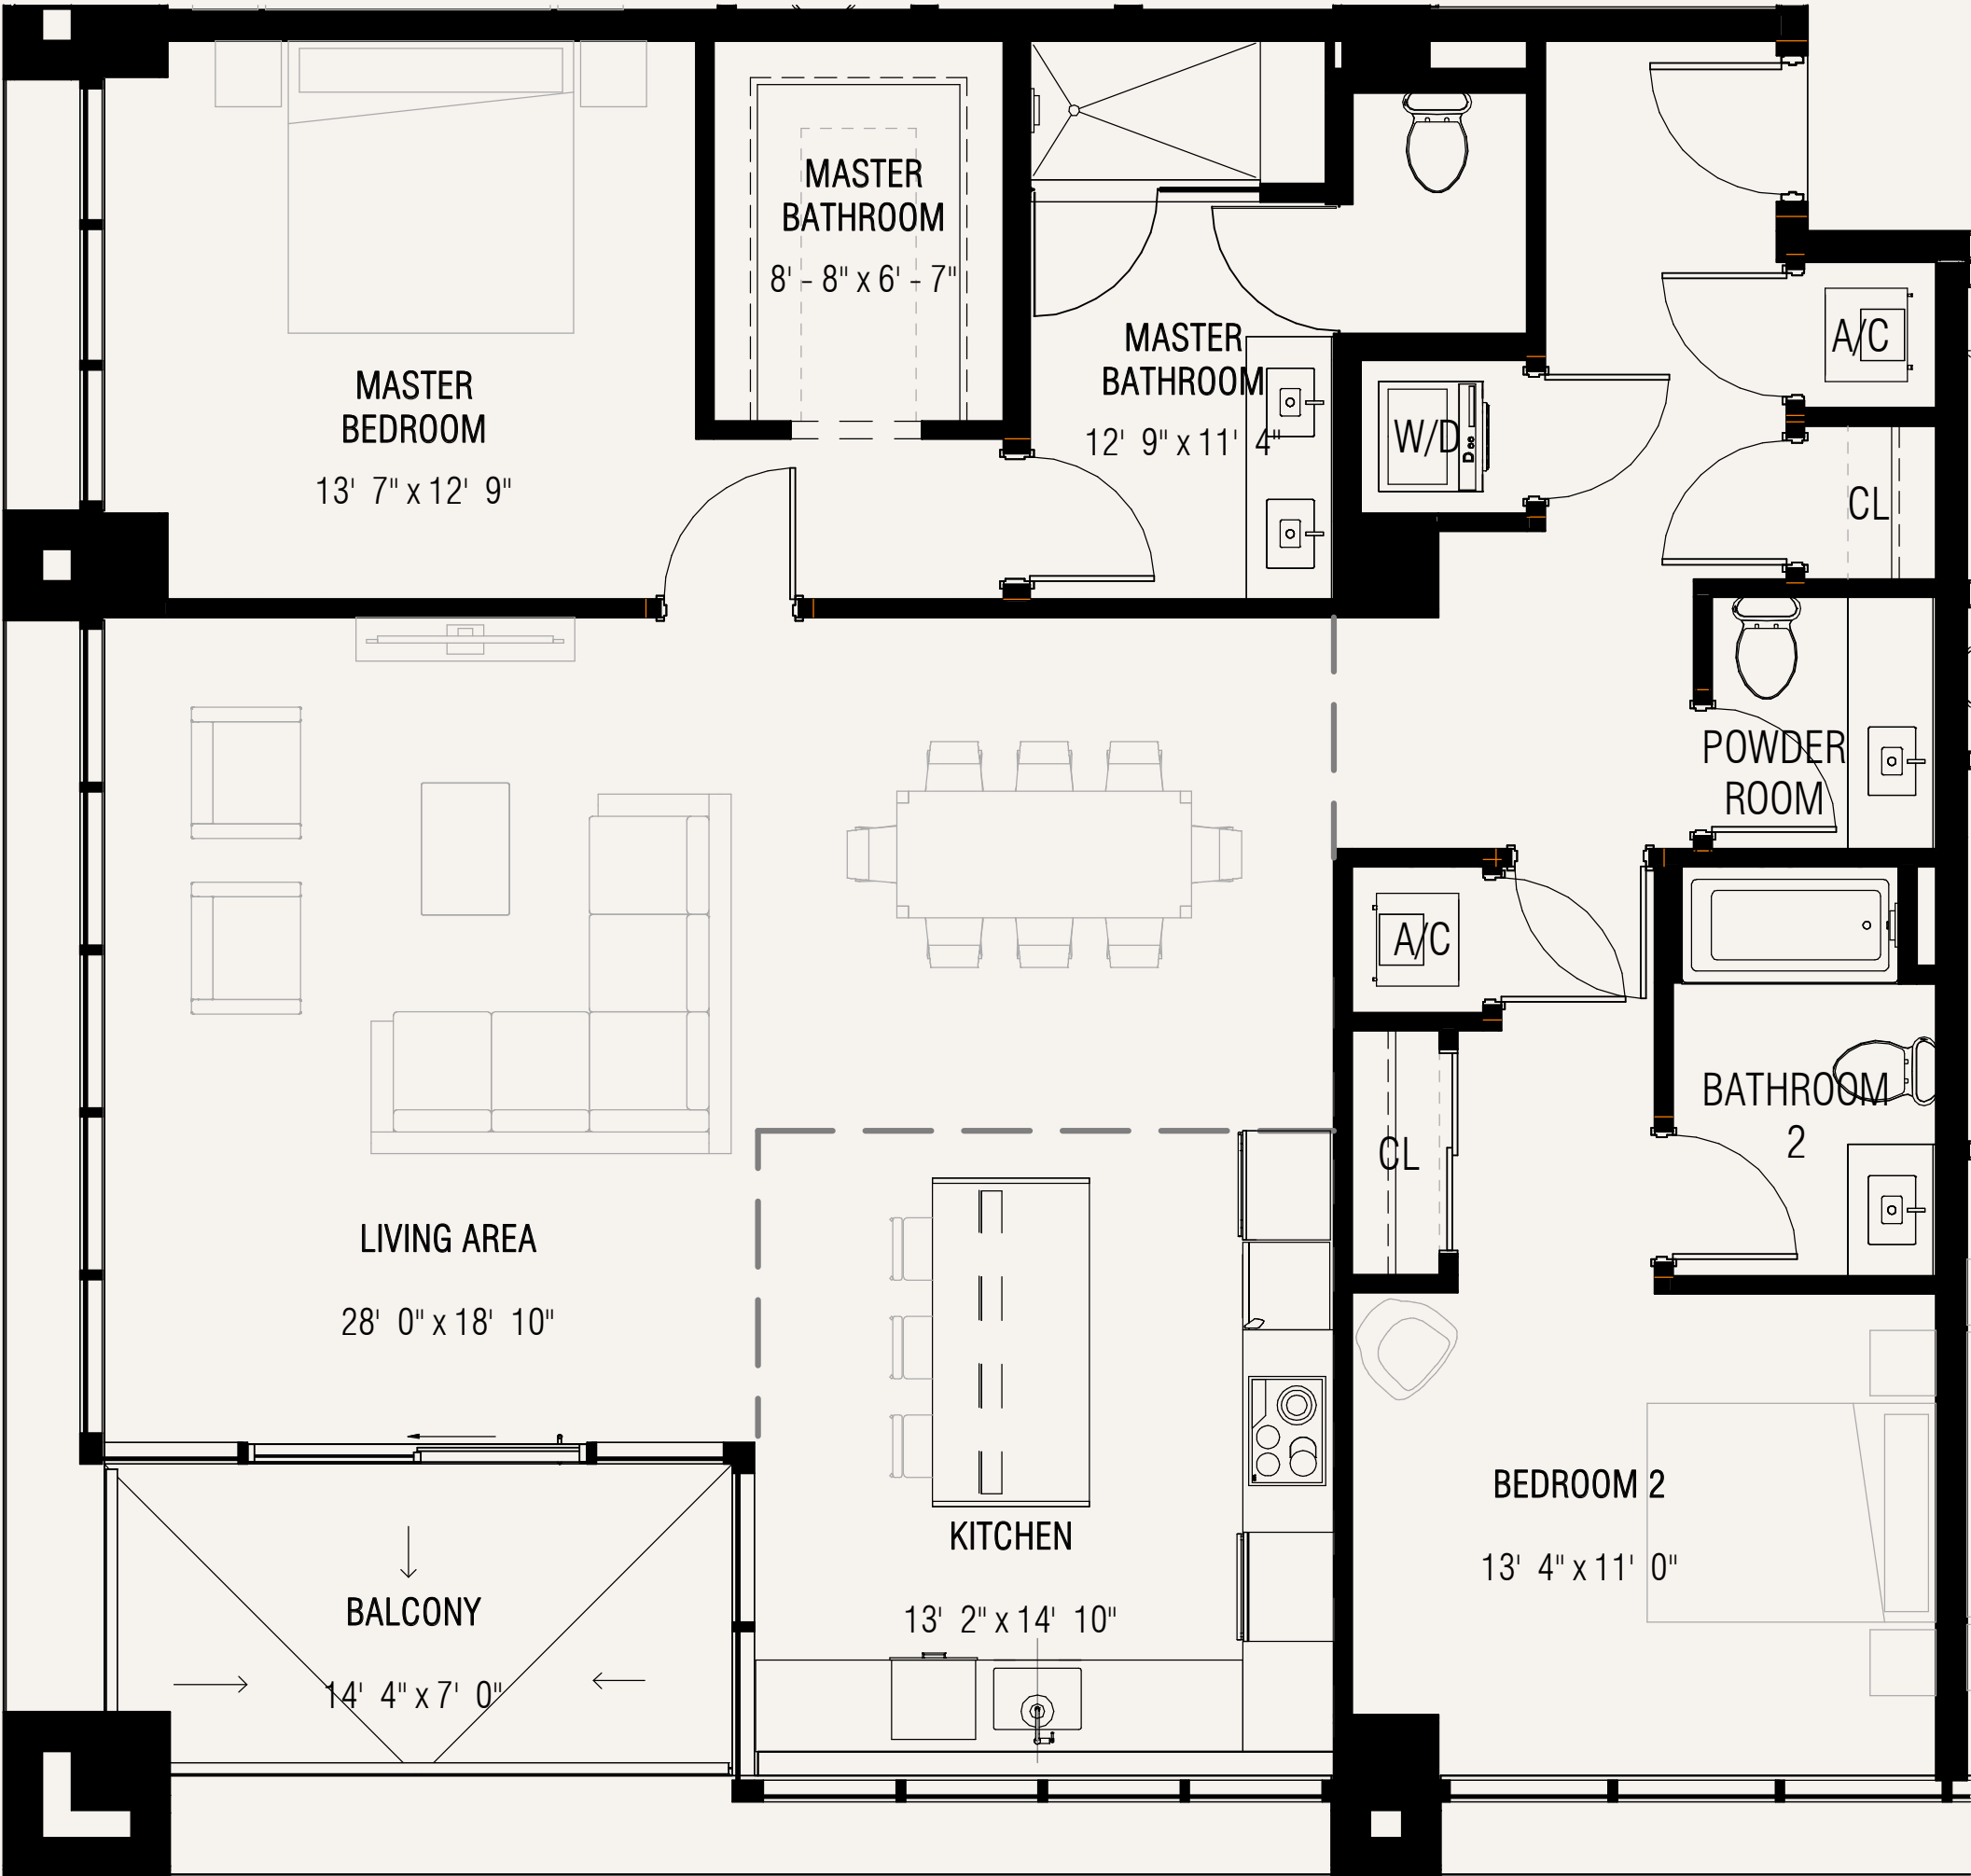 MASTER
BATHROOM
8' - 8" x 6' - 7"
MASTER
BATHROOM
12' 9" x 11' 4"
A/C
MASTER
BEDROOM
13' 7" x 12' 9"
W/D
CL
POWDER
ROOM
A/C
BATHROOM
2
CL
LIVING AREA
28' 0" x 18' 10"
BEDROOM 2
13' 4" x 11' 0"
KITCHEN
13' 2" x 14' 10"
BALCONY
14' 4" x 7' 0"